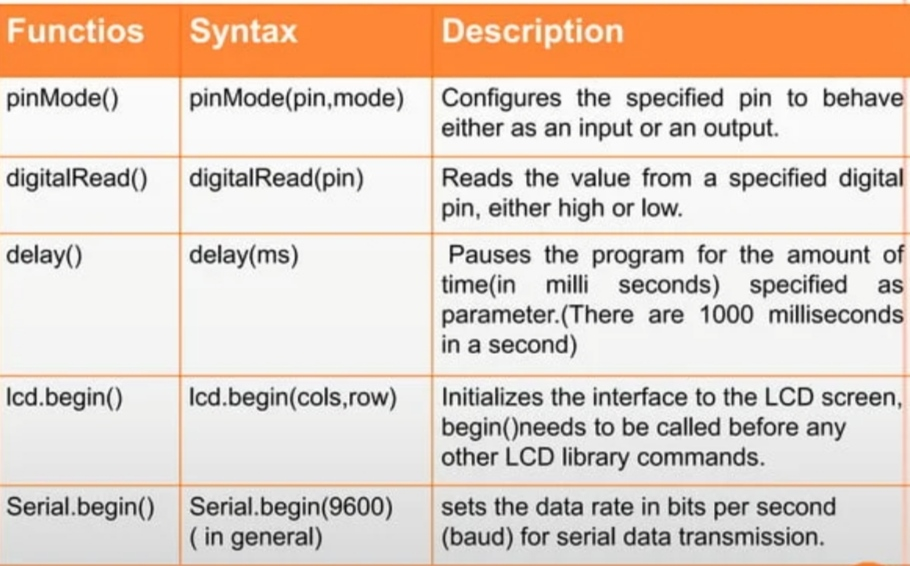 Functios Syntax Description
pinMode() pinMode(pin,mode) Configures the specified pin to behave
either as an input or an output.
digitalRead() digitalRead(pin) Reads the value from a specified digital
pin, either high or low.
delay() delay(ms) Pauses the program for the amount of
time(in milli seconds) specified as
parameter.(There are 1000 milliseconds
in a second)
lcd.begin() lcd.begin(cols,row) Initializes the interface to the LCD screen,
begin()needs to be called before any
other LCD library commands.
Serial.begin() Serial.begin(9600) sets the data rate in bits per second
( in general) (baud) for serial data transmission.